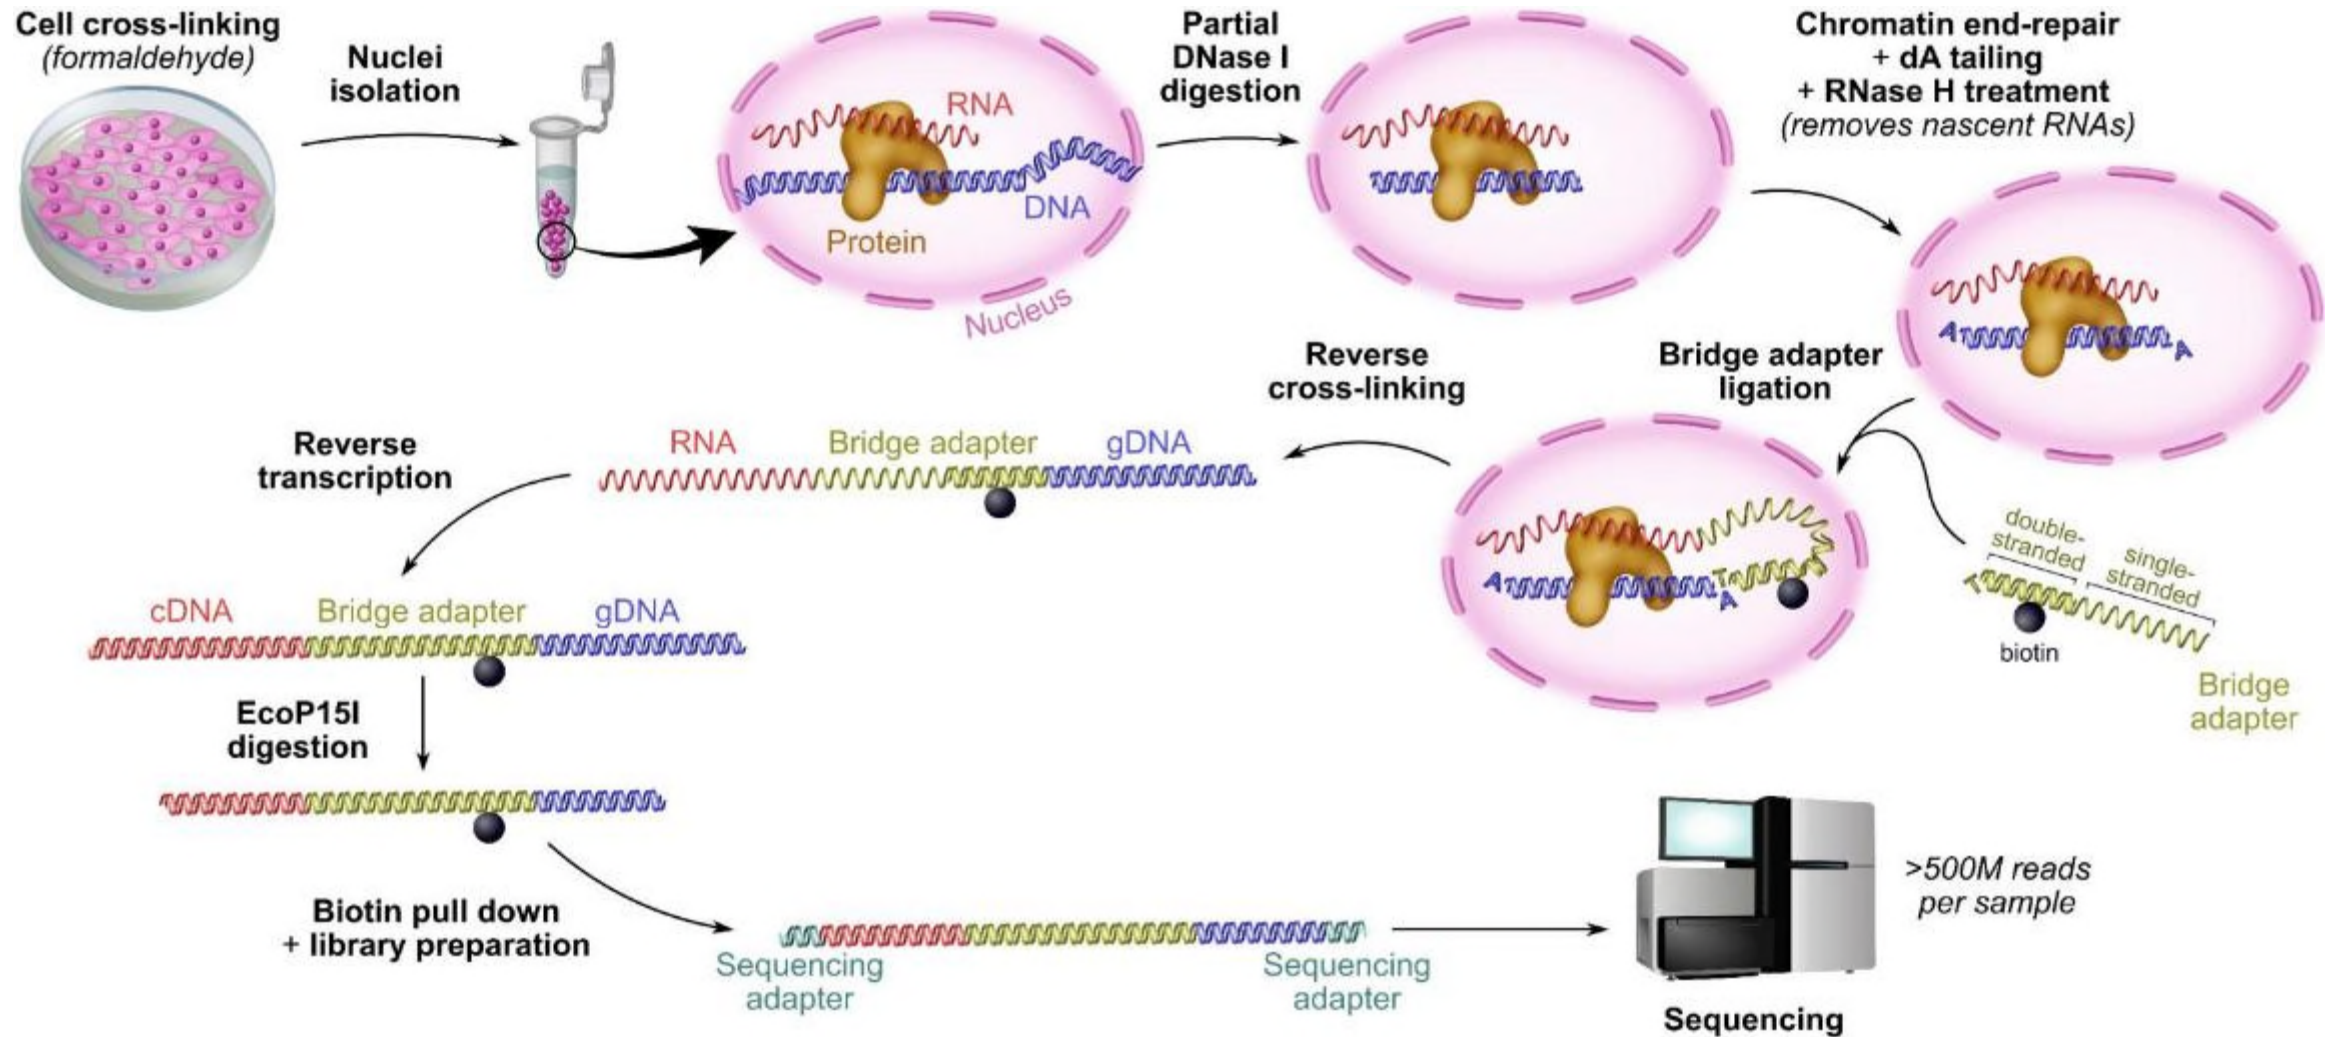 Cell cross-linking
(formaldehyde)
Nuclei
isolation
RNA
DNA
Protein
Nucleus
Partial
DNase I
digestion
Chromatin end-repair
+ dA tailing
+ RNase H treatment
(removes nascent RNAs)
A
A
Bridge adapter
ligation
double-
stranded
single-
stranded
T
biotin
Bridge
adapter
A
T
A
Reverse
cross-linking
RNA
Bridge adapter
gDNA
Reverse
transcription
cDNA
Bridge adapter
gDNA
EcoP15I
digestion
Biotin pull down
+ library preparation
Sequencing
adapter
Sequencing
adapter
>500M reads
per sample
Sequencing